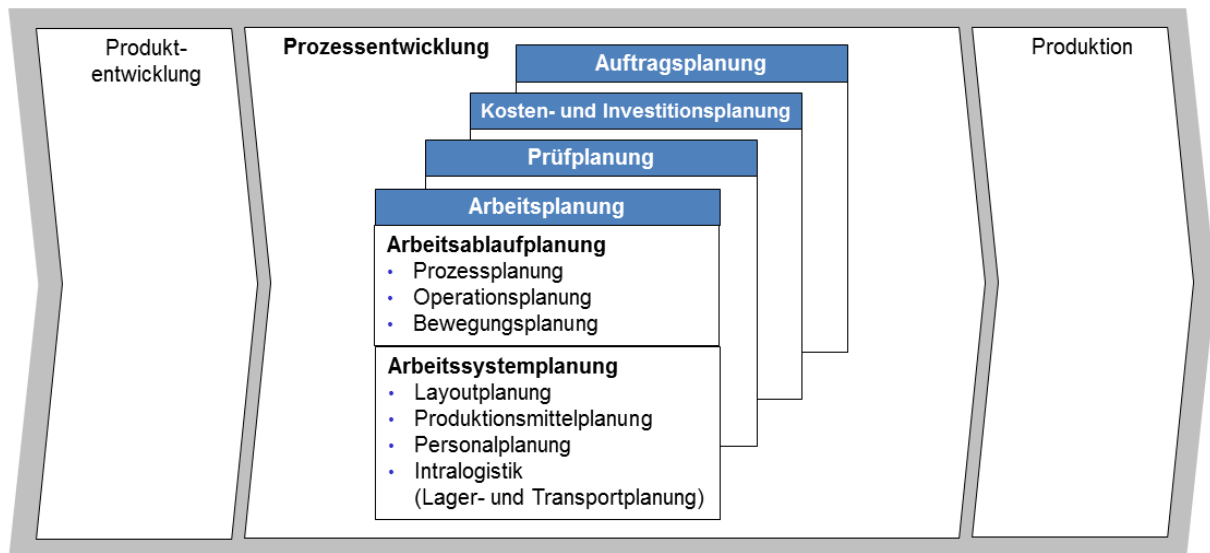 Produkt-
entwicklung
Prozessentwicklung
Auftragsplanung
Kosten- und Investitionsplanung
Prüfplanung
Arbeitsplanung
Arbeitsablaufplanung
• Prozessplanung
• Operationsplanung
• Bewegungsplanung
Arbeitssystemplanung
• Layoutplanung
• Produktionsmittelplanung
• Personalplanung
• Intralogistik
(Lager- und Transportplanung)
Produktion